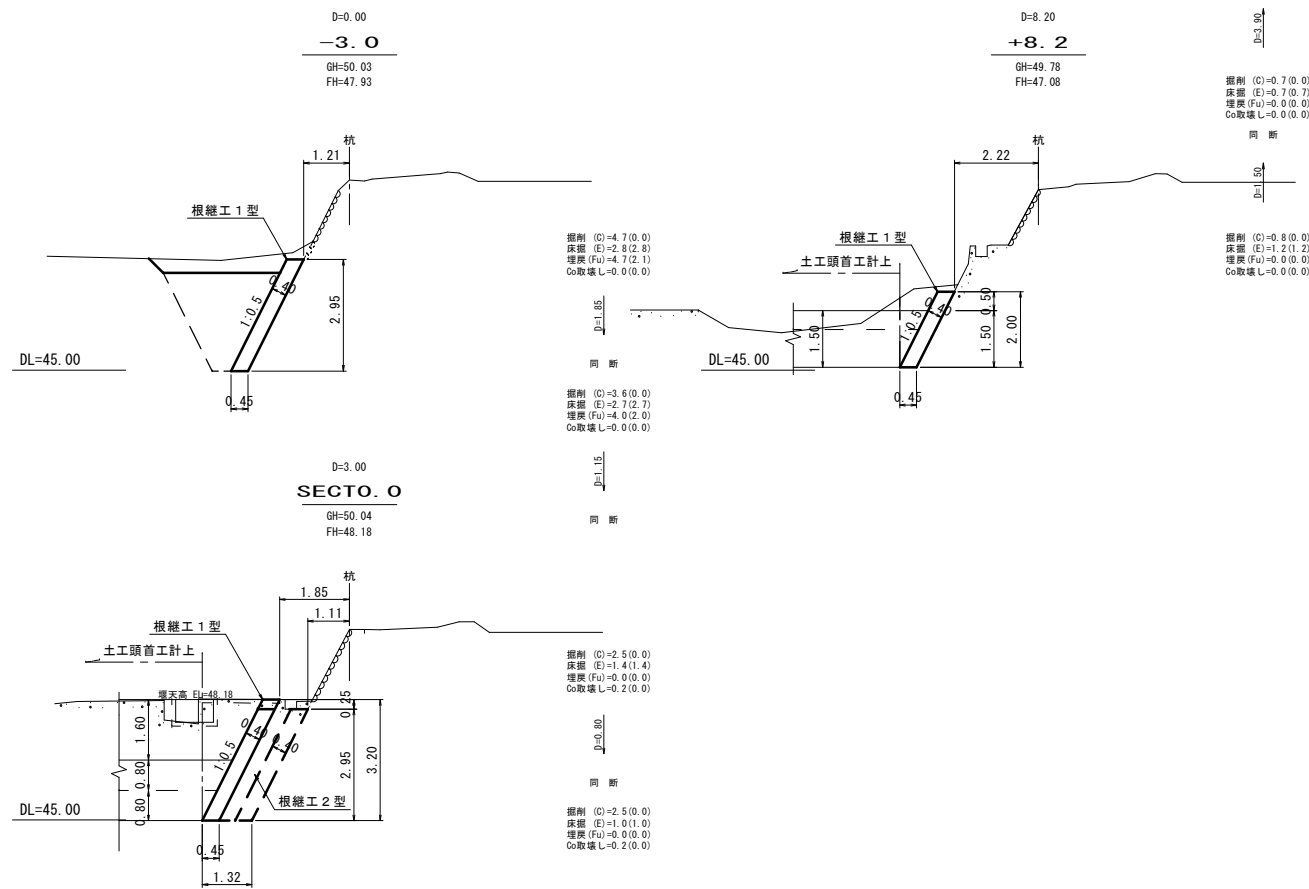 D=0.00
-3.0
GH=50.03
FH=47.93
杭
1.21
根継工1型
0.40
1:0.5
2.95
DL=45.00
0.45
掘削 (C)=4.7(0.0)
床掘 (E)=2.8(2.8)
埋戻(Fu)=4.7(2.1)
Co取壊し=0.0(0.0)
D=1.85
同 断
掘削 (C)=3.6(0.0)
床掘 (E)=2.7(2.7)
埋戻(Fu)=4.0(2.0)
Co取壊し=0.0(0.0)
D=1.15
同 断
D=3.00
SECTO.0
GH=50.04
FH=48.18
杭
1.85
1.11
根継工1型
土工頭首工計上
堰天高 EL=48.18
0.25
1.60
0.40
0.40
1:0.5
2.95
3.20
0.80
0.80
根継工2型
DL=45.00
0.45
1.32
掘削 (C)=2.5(0.0)
床掘 (E)=1.4(1.4)
埋戻(Fu)=0.0(0.0)
Co取壊し=0.2(0.0)
D=0.80
同 断
掘削 (C)=2.5(0.0)
床掘 (E)=1.0(1.0)
埋戻(Fu)=0.0(0.0)
Co取壊し=0.2(0.0)
D=8.20
+8.2
GH=49.78
FH=47.08
杭
2.22
根継工1型
土工頭首工計上
0.50
0.40
1:0.5
1.50
1.50
2.00
DL=45.00
0.45
D=3.90
掘削 (C)=0.7(0.0)
床掘 (E)=0.7(0.7)
埋戻(Fu)=0.0(0.0)
Co取壊し=0.0(0.0)
同 断
D=1.50
掘削 (C)=0.8(0.0)
床掘 (E)=1.2(1.2)
埋戻(Fu)=0.0(0.0)
Co取壊し=0.0(0.0)